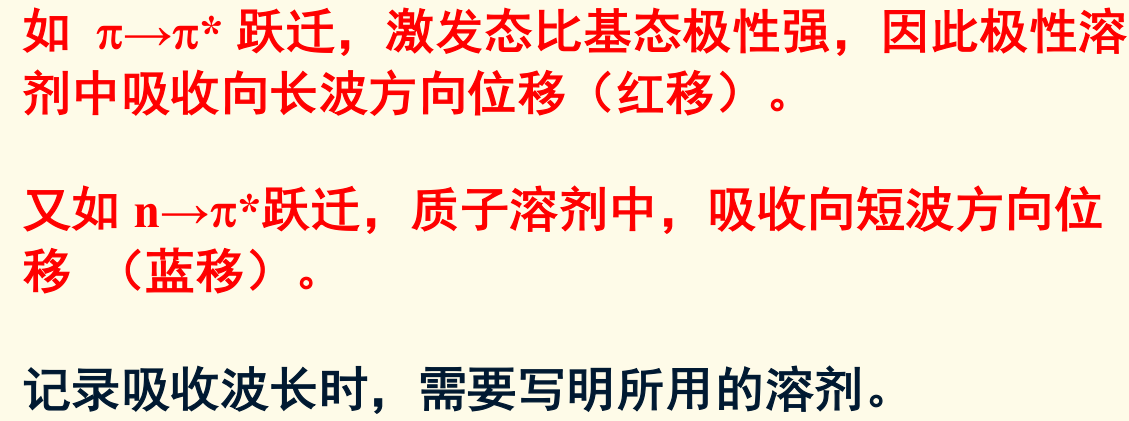 如 π→π* 跃迁，激发态比基态极性强，因此极性溶
剂中吸收向长波方向位移（红移）。
又如 n→π*跃迁，质子溶剂中，吸收向短波方向位
移 （蓝移）。
记录吸收波长时，需要写明所用的溶剂。